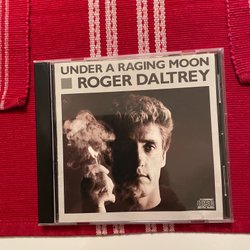 UNDER A RAGING MOON
ROGER DALTREY